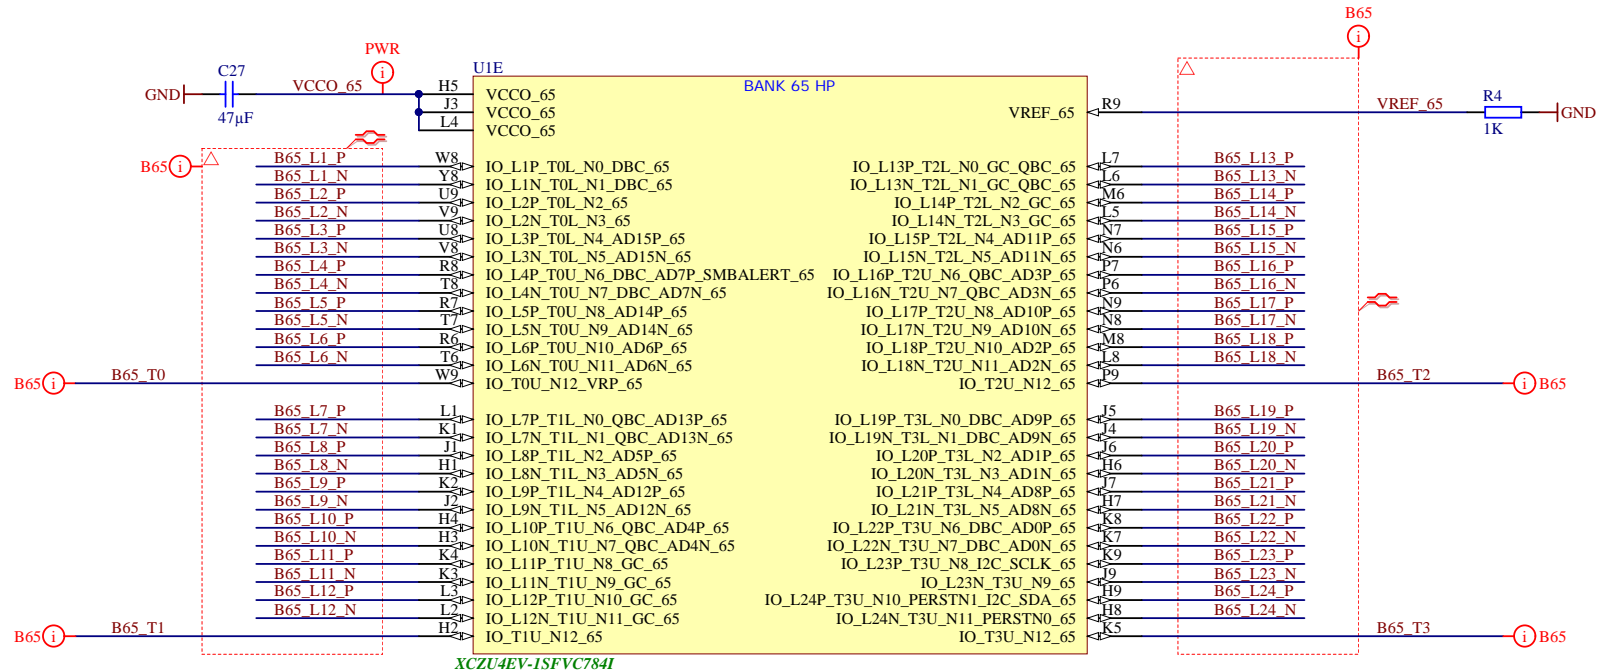 B65
PWR
U1E
BANK 65 HP
C27
GND
47µF
VCCO_65
H5 VCCO_65
J3 VCCO_65
L4 VCCO_65
VREF_65 R9 VREF_65
R4
1K
GND
B65
B65_L1_P W8 IO_L1P_T0L_N0_DBC_65 IO_L13P_T2L_N0_GC_QBC_65 L7 B65_L13_P
B65_L1_N Y8 IO_L1N_T0L_N1_DBC_65 IO_L13N_T2L_N1_GC_QBC_65 L6 B65_L13_N
B65_L2_P U9 IO_L2P_T0L_N2_65 IO_L14P_T2L_N2_GC_65 M6 B65_L14_P
B65_L2_N V9 IO_L2N_T0L_N3_65 IO_L14N_T2L_N3_GC_65 L5 B65_L14_N
B65_L3_P U8 IO_L3P_T0L_N4_AD15P_65 IO_L15P_T2L_N4_AD11P_65 N7 B65_L15_P
B65_L3_N V8 IO_L3N_T0L_N5_AD15N_65 IO_L15N_T2L_N5_AD11N_65 N6 B65_L15_N
B65_L4_P R8 IO_L4P_T0U_N6_DBC_AD7P_SMBALERT_65 IO_L16P_T2U_N6_QBC_AD3P_65 P7 B65_L16_P
B65_L4_N T8 IO_L4N_T0U_N7_DBC_AD7N_65 IO_L16N_T2U_N7_QBC_AD3N_65 P6 B65_L16_N
B65_L5_P R7 IO_L5P_T0U_N8_AD14P_65 IO_L17P_T2U_N8_AD10P_65 N9 B65_L17_P
B65_L5_N T7 IO_L5N_T0U_N9_AD14N_65 IO_L17N_T2U_N9_AD10N_65 N8 B65_L17_N
B65_L6_P R6 IO_L6P_T0U_N10_AD6P_65 IO_L18P_T2U_N10_AD2P_65 M8 B65_L18_P
B65_L6_N T6 IO_L6N_T0U_N11_AD6N_65 IO_L18N_T2U_N11_AD2N_65 L8 B65_L18_N
B65 B65_T0 W9 IO_T0U_N12_VRP_65 IO_T2U_N12_65 P9 B65_T2 B65
B65_L7_P L1 IO_L7P_T1L_N0_QBC_AD13P_65 IO_L19P_T3L_N0_DBC_AD9P_65 J5 B65_L19_P
B65_L7_N K1 IO_L7N_T1L_N1_QBC_AD13N_65 IO_L19N_T3L_N1_DBC_AD9N_65 J4 B65_L19_N
B65_L8_P J1 IO_L8P_T1L_N2_AD5P_65 IO_L20P_T3L_N2_AD1P_65 J6 B65_L20_P
B65_L8_N H1 IO_L8N_T1L_N3_AD5N_65 IO_L20N_T3L_N3_AD1N_65 H6 B65_L20_N
B65_L9_P K2 IO_L9P_T1L_N4_AD12P_65 IO_L21P_T3L_N4_AD8P_65 J7 B65_L21_P
B65_L9_N J2 IO_L9N_T1L_N5_AD12N_65 IO_L21N_T3L_N5_AD8N_65 H7 B65_L21_N
B65_L10_P H4 IO_L10P_T1U_N6_QBC_AD4P_65 IO_L22P_T3U_N6_DBC_AD0P_65 K8 B65_L22_P
B65_L10_N H3 IO_L10N_T1U_N7_QBC_AD4N_65 IO_L22N_T3U_N7_DBC_AD0N_65 K7 B65_L22_N
B65_L11_P K4 IO_L11P_T1U_N8_GC_65 IO_L23P_T3U_N8_I2C_SCLK_65 K9 B65_L23_P
B65_L11_N K3 IO_L11N_T1U_N9_GC_65 IO_L23N_T3U_N9_65 J9 B65_L23_N
B65_L12_P L3 IO_L12P_T1U_N10_GC_65 IO_L24P_T3U_N10_PERSTN1_I2C_SDA_65 H9 B65_L24_P
B65_L12_N L2 IO_L12N_T1U_N11_GC_65 IO_L24N_T3U_N11_PERSTN0_65 H8 B65_L24_N
B65 B65_T1 H2 IO_T1U_N12_65 IO_T3U_N12_65 K5 B65_T3 B65
XCZU4EV-1SFVC784I